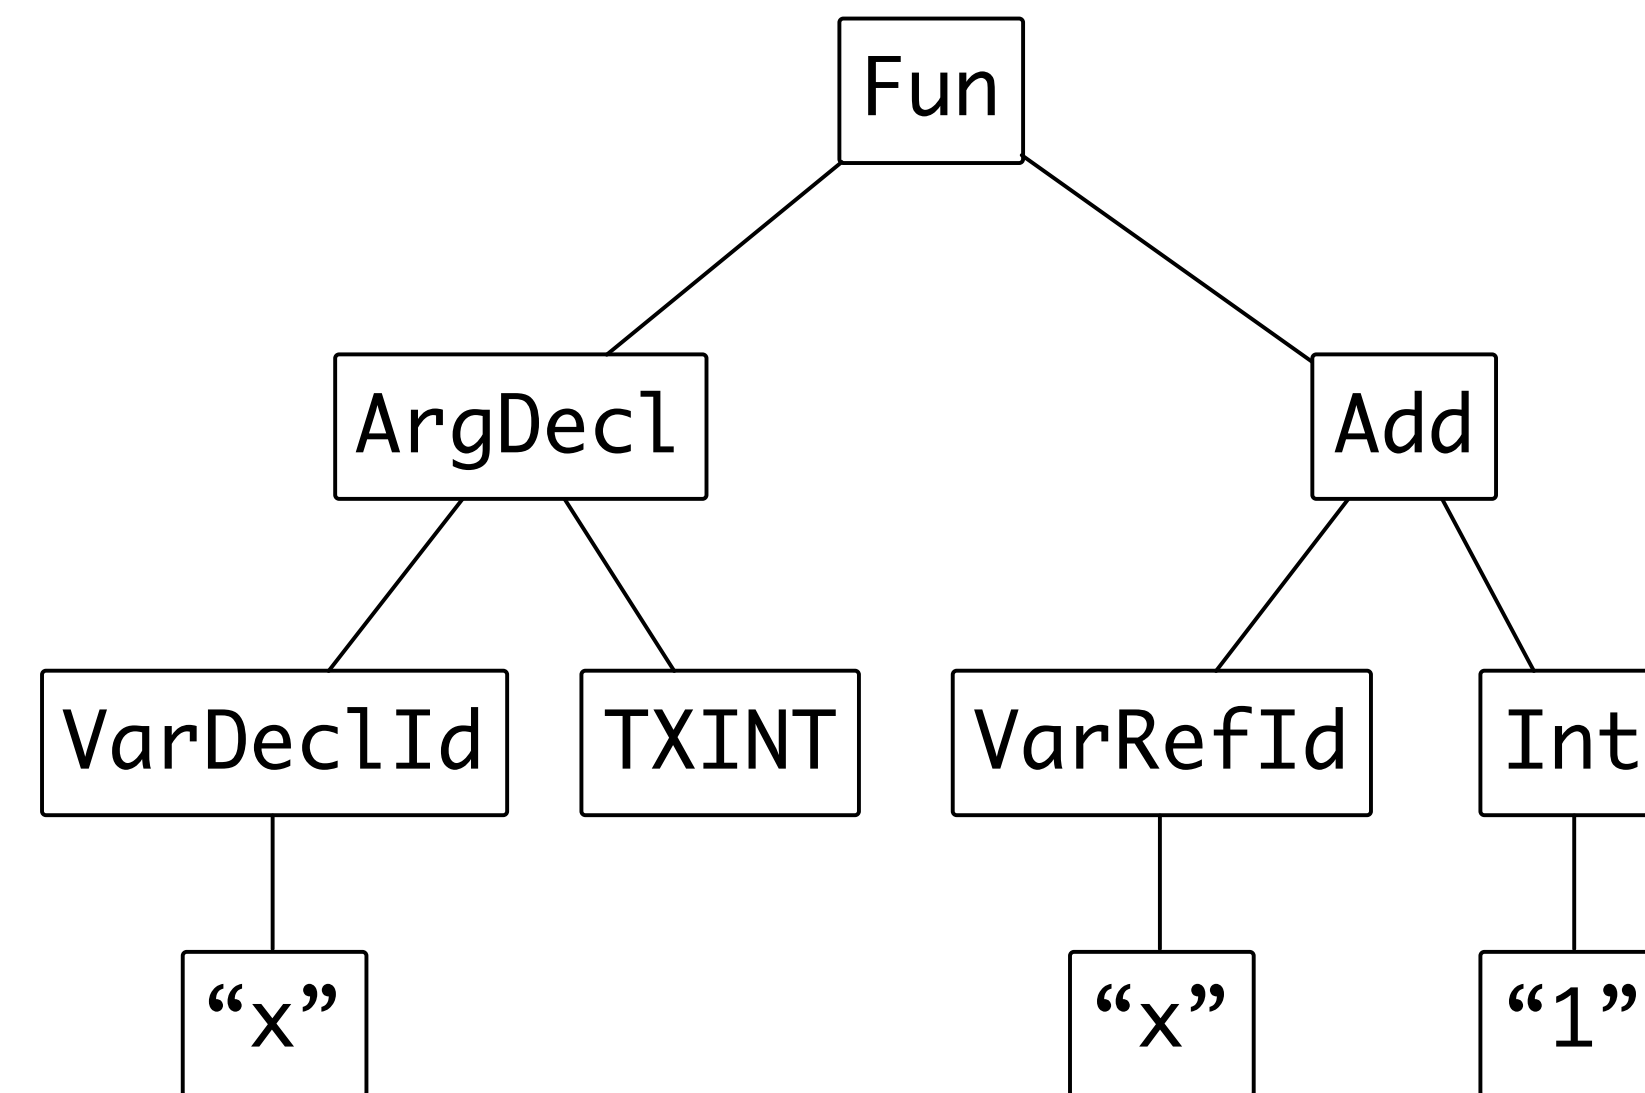 Fun
ArgDecl Add
VarDeclId TXINT VarRefId Int
“x” “x” “1”